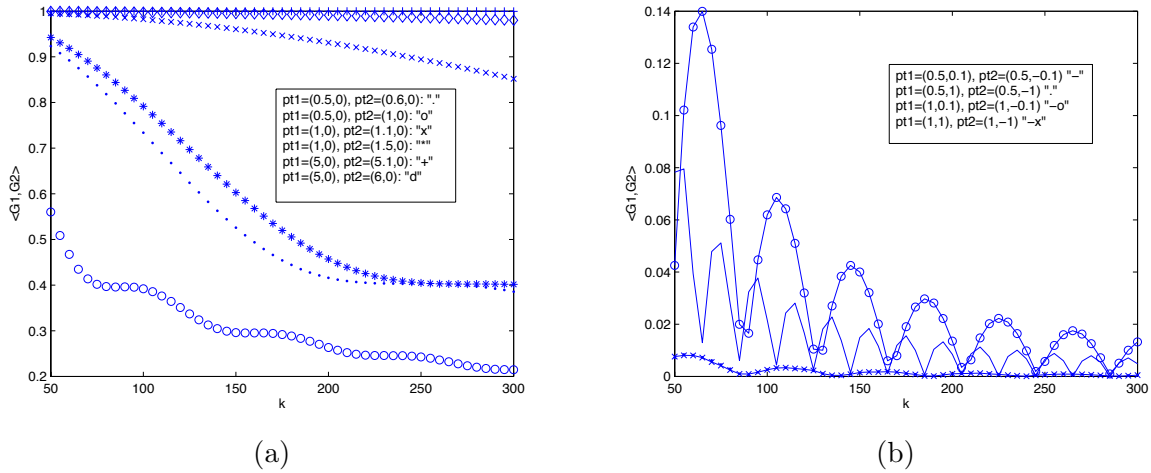 1
0.9
0.8
0.7
0.6
0.5
0.4
0.3
0.2
<G1,G2>
pt1=(0.5,0), pt2=(0.6,0): "."
pt1=(0.5,0), pt2=(1,0): "o"
pt1=(1,0), pt2=(1.1,0): "x"
pt1=(1,0), pt2=(1.5,0): "*"
pt1=(5,0), pt2=(5.1,0): "+"
pt1=(5,0), pt2=(6,0): "d"
50 100 150 200 250 300
k
(a)
0.14
0.12
0.1
0.08
0.06
0.04
0.02
0
<G1,G2>
pt1=(0.5,0.1), pt2=(0.5,−0.1) "−"
pt1=(0.5,1), pt2=(0.5,−1) "."
pt1=(1,0.1), pt2=(1,−0.1) "−o"
pt1=(1,1), pt2=(1,−1) "−x"
50 100 150 200 250 300
k
(b)